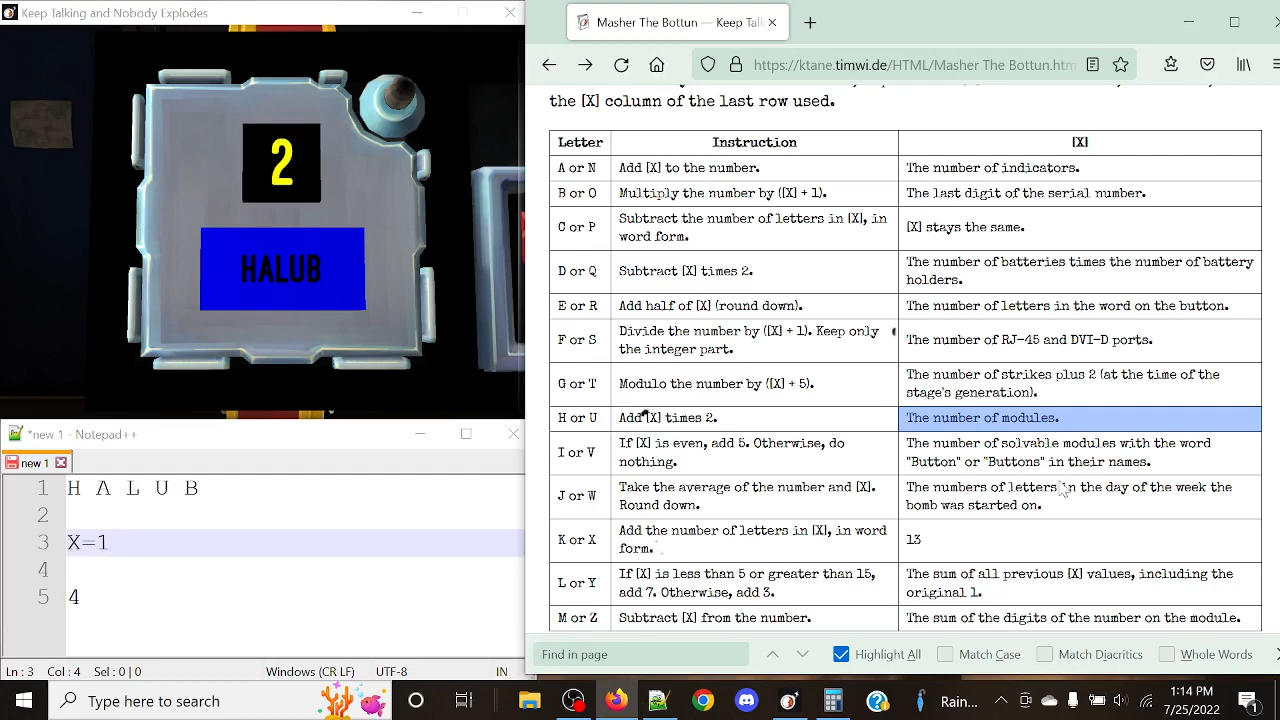 Keep Talking and Nobody Explodes
2
HALUB
*new 1 - Notepad++
new 1
1 H A L U B
2
3 X=1
4
5 4
Ln : 3 Col : 4 Sel : 0 | 0 Windows (CR LF) UTF-8 IN
Masher The Bottun — Keep Talk
https://ktane.timwi.de/HTML/Masher The Bottun.htm
the [X] column of the last row used.
Letter Instruction [X]
A or N Add [X] to the number. The number of indicators.
B or O Multiply the number by ([X] + 1). The last digit of the serial number.
C or P Subtract the number of letters in [X], in
word form. [X] stays the same.
D or Q Subtract [X] times 2. The number of batteries times the number of battery
holders.
E or R Add half of [X] (round down). The number of letters in the word on the button.
F or S Divide the number by ([X] + 1). Keep only
the integer part. The number of RJ-45 and DVI-D ports.
G or T Modulo the number by ([X] + 5). The number of strikes plus 2 (at the time of the
stage's generation).
H or U Add [X] times 2. The number of modules.
I or V If [X] is even, add 5. Otherwise, do
nothing. The number of solvable modules with the word
"Button" or "Buttons" in their names.
J or W Take the average of the number and [X].
Round down. The numbers of letters in the day of the week the
bomb was started on.
K or X Add the number of letters in [X], in word
form. 13
L or Y If [X] is less than 5 or greater than 15,
add 7. Otherwise, add 3. The sum of all previous [X] values, including the
original 1.
M or Z Subtract [X] from the number. The sum of the digits of the number on the module.
Find in page Highlight All Match Case Match Diacritics Whole Words
Type here to search
Ran...
1:14 PM
7/25/2022